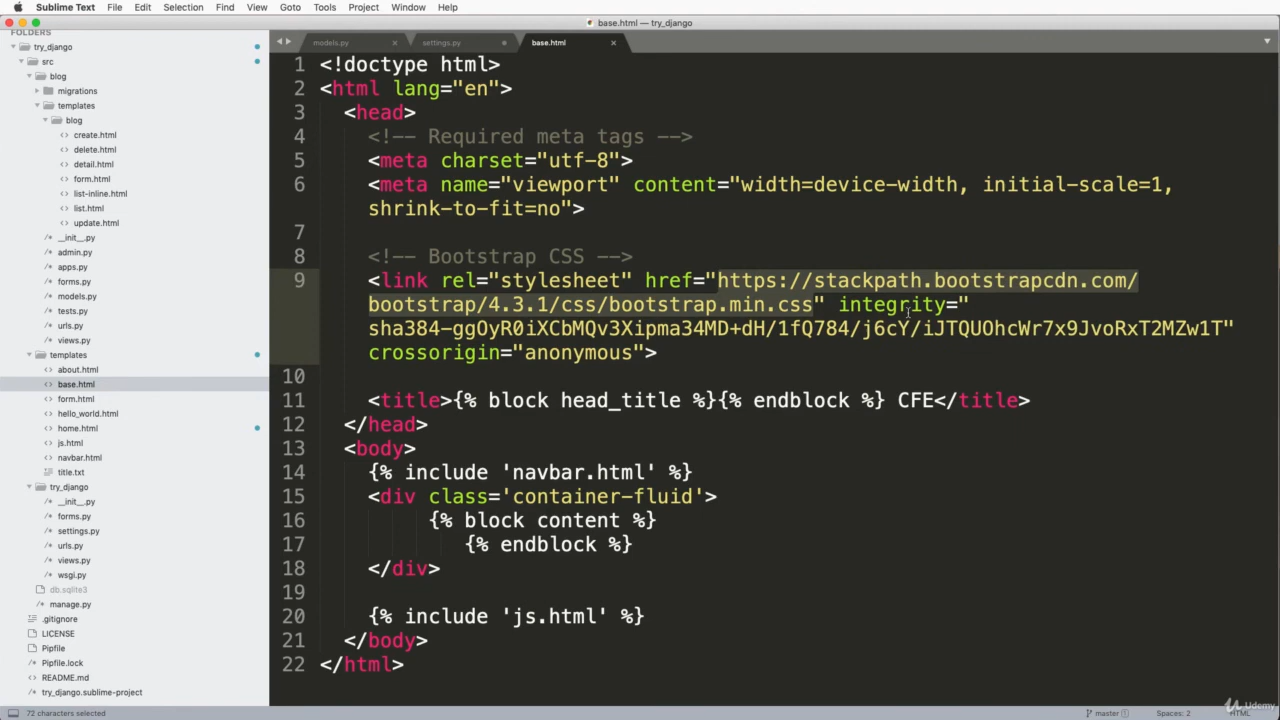 Sublime Text File Edit Selection Find View Goto Tools Project Window Help
base.html — try_django
FOLDERS
try_django
src
blog
migrations
templates
blog
create.html
delete.html
detail.html
form.html
list-inline.html
list.html
update.html
__init__.py
admin.py
apps.py
forms.py
models.py
tests.py
urls.py
views.py
templates
about.html
base.html
form.html
hello_world.html
home.html
js.html
navbar.html
title.txt
try_django
__init__.py
forms.py
settings.py
urls.py
views.py
wsgi.py
db.sqlite3
manage.py
.gitignore
LICENSE
Pipfile
Pipfile.lock
README.md
try_django.sublime-project
models.py settings.py base.html
1 <!doctype html>
2 <html lang="en">
3 <head>
4 <!-- Required meta tags -->
5 <meta charset="utf-8">
6 <meta name="viewport" content="width=device-width, initial-scale=1,
shrink-to-fit=no">
7
8 <!-- Bootstrap CSS -->
9 <link rel="stylesheet" href="https://stackpath.bootstrapcdn.com/
bootstrap/4.3.1/css/bootstrap.min.css" integrity="
sha384-ggOyR0iXCbMQv3Xipma34MD+dH/1fQ784/j6cY/iJTQUOhcWr7x9JvoRxT2MZw1T"
crossorigin="anonymous">
10
11 <title>{% block head_title %}{% endblock %} CFE</title>
12 </head>
13 <body>
14 {% include 'navbar.html' %}
15 <div class='container-fluid'>
16 {% block content %}
17 {% endblock %}
18 </div>
19
20 {% include 'js.html' %}
21 </body>
22 </html>
72 characters selected
master 1 Spaces: 2 HTML
Udemy